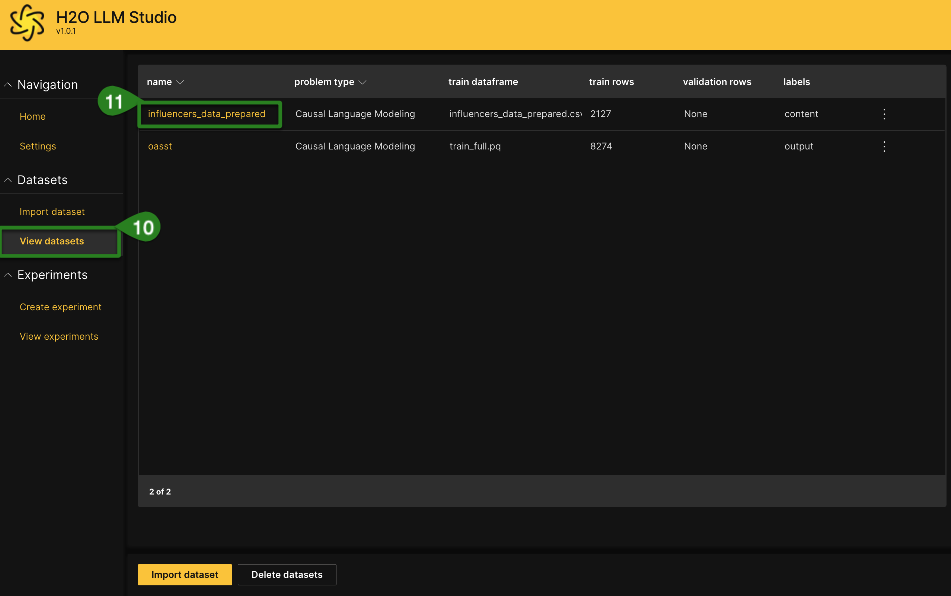 H2O LLM Studio
v1.0.1
Navigation
Home
Settings
Datasets
Import dataset
View datasets
Experiments
Create experiment
View experiments
11
10
name problem type train dataframe train rows validation rows labels
influencers_data_prepared Causal Language Modeling influencers_data_prepared.csv 2127 None content
oasst Causal Language Modeling train_full.pq 8274 None output
2 of 2
Import dataset Delete datasets